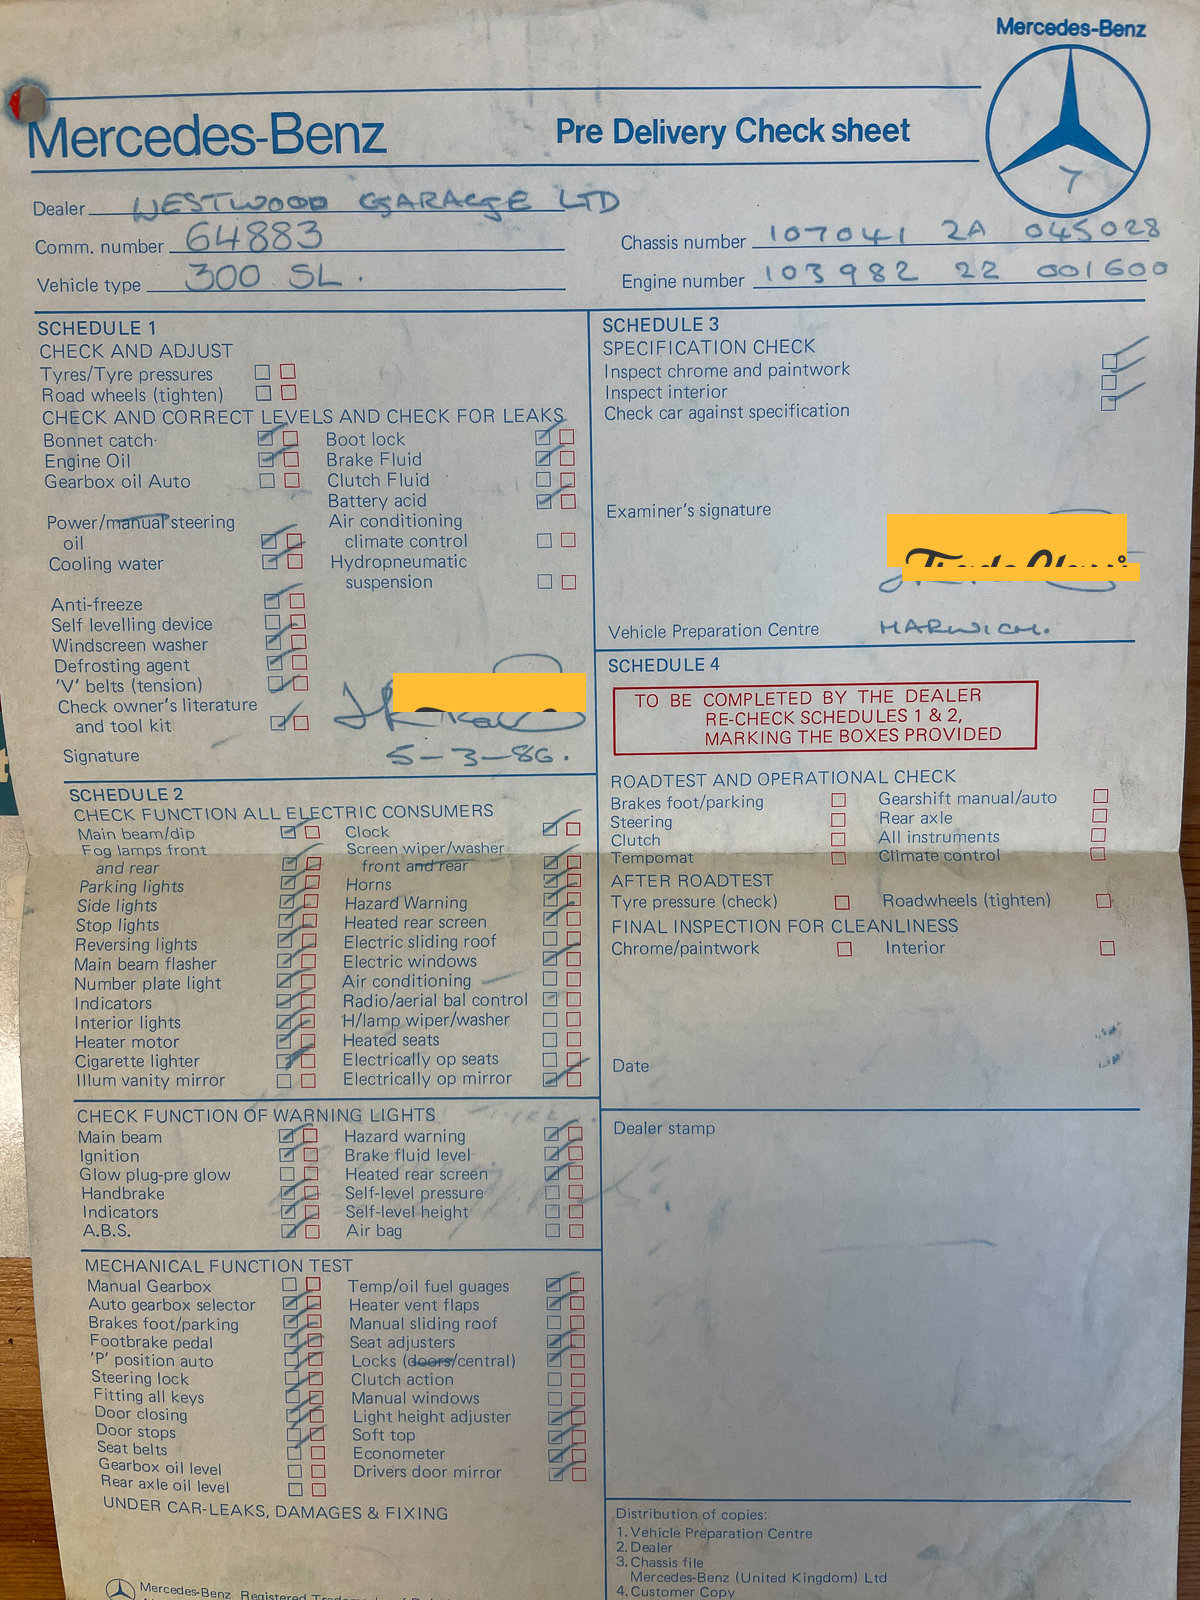 Mercedes-Benz
Mercedes-Benz
Pre Delivery Check sheet
7
Dealer WESTWOOD GARAGE LTD
Comm. number 64883
Vehicle type 300 SL.
Chassis number 107041 2A 045028
Engine number 103982 22 001600
SCHEDULE 1
CHECK AND ADJUST
Tyres/Tyre pressures
Road wheels (tighten)
CHECK AND CORRECT LEVELS AND CHECK FOR LEAKS
Bonnet catch
Engine Oil
Gearbox oil Auto
Power/manual steering
oil
Cooling water
Anti-freeze
Self levelling device
Windscreen washer
Defrosting agent
'V' belts (tension)
Check owner's literature
and tool kit
Boot lock
Brake Fluid
Clutch Fluid
Battery acid
Air conditioning
climate control
Hydropneumatic
suspension
Signature
5-3-86.
SCHEDULE 2
CHECK FUNCTION ALL ELECTRIC CONSUMERS
Main beam/dip
Fog lamps front
and rear
Parking lights
Side lights
Stop lights
Reversing lights
Main beam flasher
Number plate light
Indicators
Interior lights
Heater motor
Cigarette lighter
Illum vanity mirror
Clock
Screen wiper/washer
front and rear
Horns
Hazard Warning
Heated rear screen
Electric sliding roof
Electric windows
Air conditioning
Radio/aerial bal control
H/lamp wiper/washer
Heated seats
Electrically op seats
Electrically op mirror
CHECK FUNCTION OF WARNING LIGHTS
Main beam
Ignition
Glow plug-pre glow
Handbrake
Indicators
A.B.S.
Hazard warning
Brake fluid level
Heated rear screen
Self-level pressure
Self-level height
Air bag
MECHANICAL FUNCTION TEST
Manual Gearbox
Auto gearbox selector
Brakes foot/parking
Footbrake pedal
'P' position auto
Steering lock
Fitting all keys
Door closing
Door stops
Seat belts
Gearbox oil level
Rear axle oil level
Temp/oil fuel guages
Heater vent flaps
Manual sliding roof
Seat adjusters
Locks (doors/central)
Clutch action
Manual windows
Light height adjuster
Soft top
Econometer
Drivers door mirror
UNDER CAR-LEAKS, DAMAGES & FIXING
SCHEDULE 3
SPECIFICATION CHECK
Inspect chrome and paintwork
Inspect interior
Check car against specification
Examiner's signature
Vehicle Preparation Centre HARWICH.
SCHEDULE 4
TO BE COMPLETED BY THE DEALER
RE-CHECK SCHEDULES 1 & 2,
MARKING THE BOXES PROVIDED
ROADTEST AND OPERATIONAL CHECK
Brakes foot/parking
Steering
Clutch
Tempomat
Gearshift manual/auto
Rear axle
All instruments
Climate control
AFTER ROADTEST
Tyre pressure (check)
Roadwheels (tighten)
FINAL INSPECTION FOR CLEANLINESS
Chrome/paintwork
Interior
Date
Dealer stamp
Distribution of copies:
1. Vehicle Preparation Centre
2. Dealer
3. Chassis file
Mercedes-Benz (United Kingdom) Ltd
4. Customer Copy
Mercedes-Benz Registered